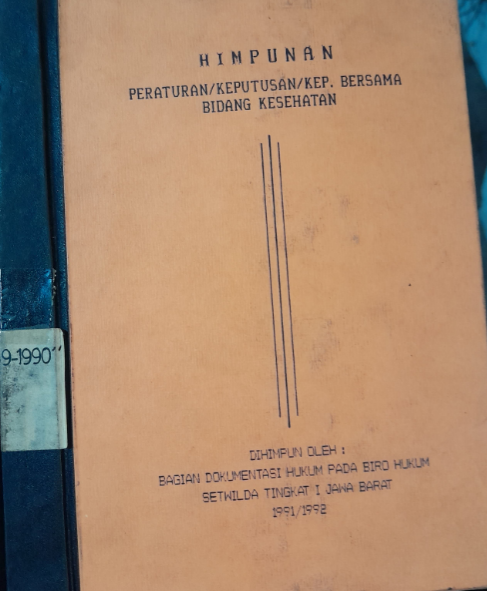 HIMPUNAN
PERATURAN/KEPUTUSAN/KEP. BERSAMA
BIDANG KESEHATAN
9-1990"
DIHIMPUN OLEH :
BAGIAN DOKUMENTASI HUKUM PADA BIRO HUKUM
SETWILDA TINGKAT I JAWA BARAT
1991/1992